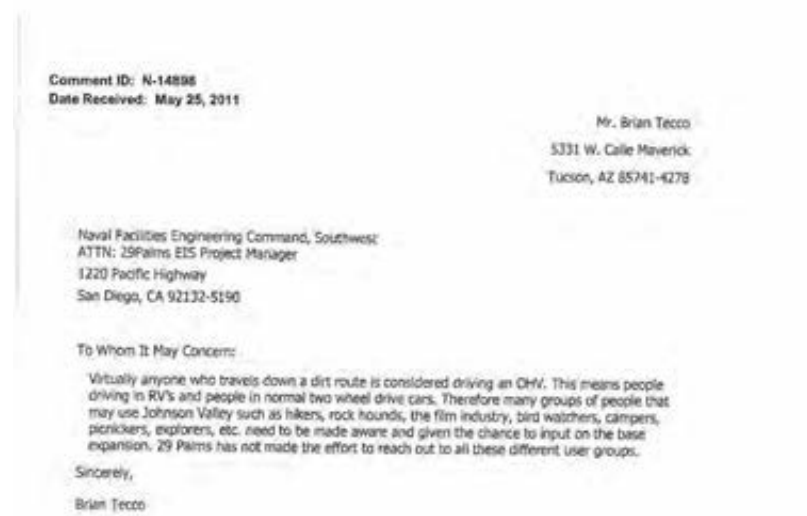 Comment ID: N-14898
Date Received: May 25, 2011
Mr. Brian Tecco
5331 W. Calle Maverick
Tucson, AZ 85741-4278
Naval Facilities Engineering Command, Southwest
ATTN: 29Palms EIS Project Manager
1220 Pacific Highway
San Diego, CA 92132-5190
To Whom It May Concern:
Virtually anyone who travels down a dirt route is considered driving an OHV. This means people
driving in RV's and people in normal two wheel drive cars. Therefore many groups of people that
may use Johnson Valley such as hikers, rock hounds, the film industry, bird watchers, campers,
picnickers, explorers, etc. need to be made aware and given the chance to input on the base
expansion. 29 Palms has not made the effort to reach out to all these different user groups.
Sincerely,
Brian Tecco